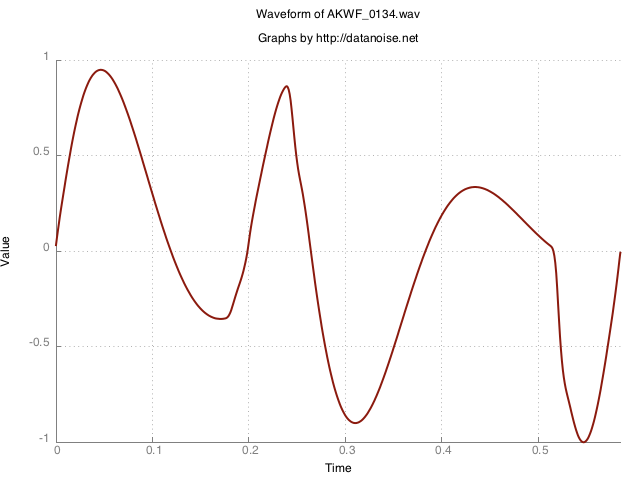 Waveform of AKWF_0134.wav
Graphs by http://datanoise.net
1
0.5
0
-0.5
-1
Value
0 0.1 0.2 0.3 0.4 0.5
Time